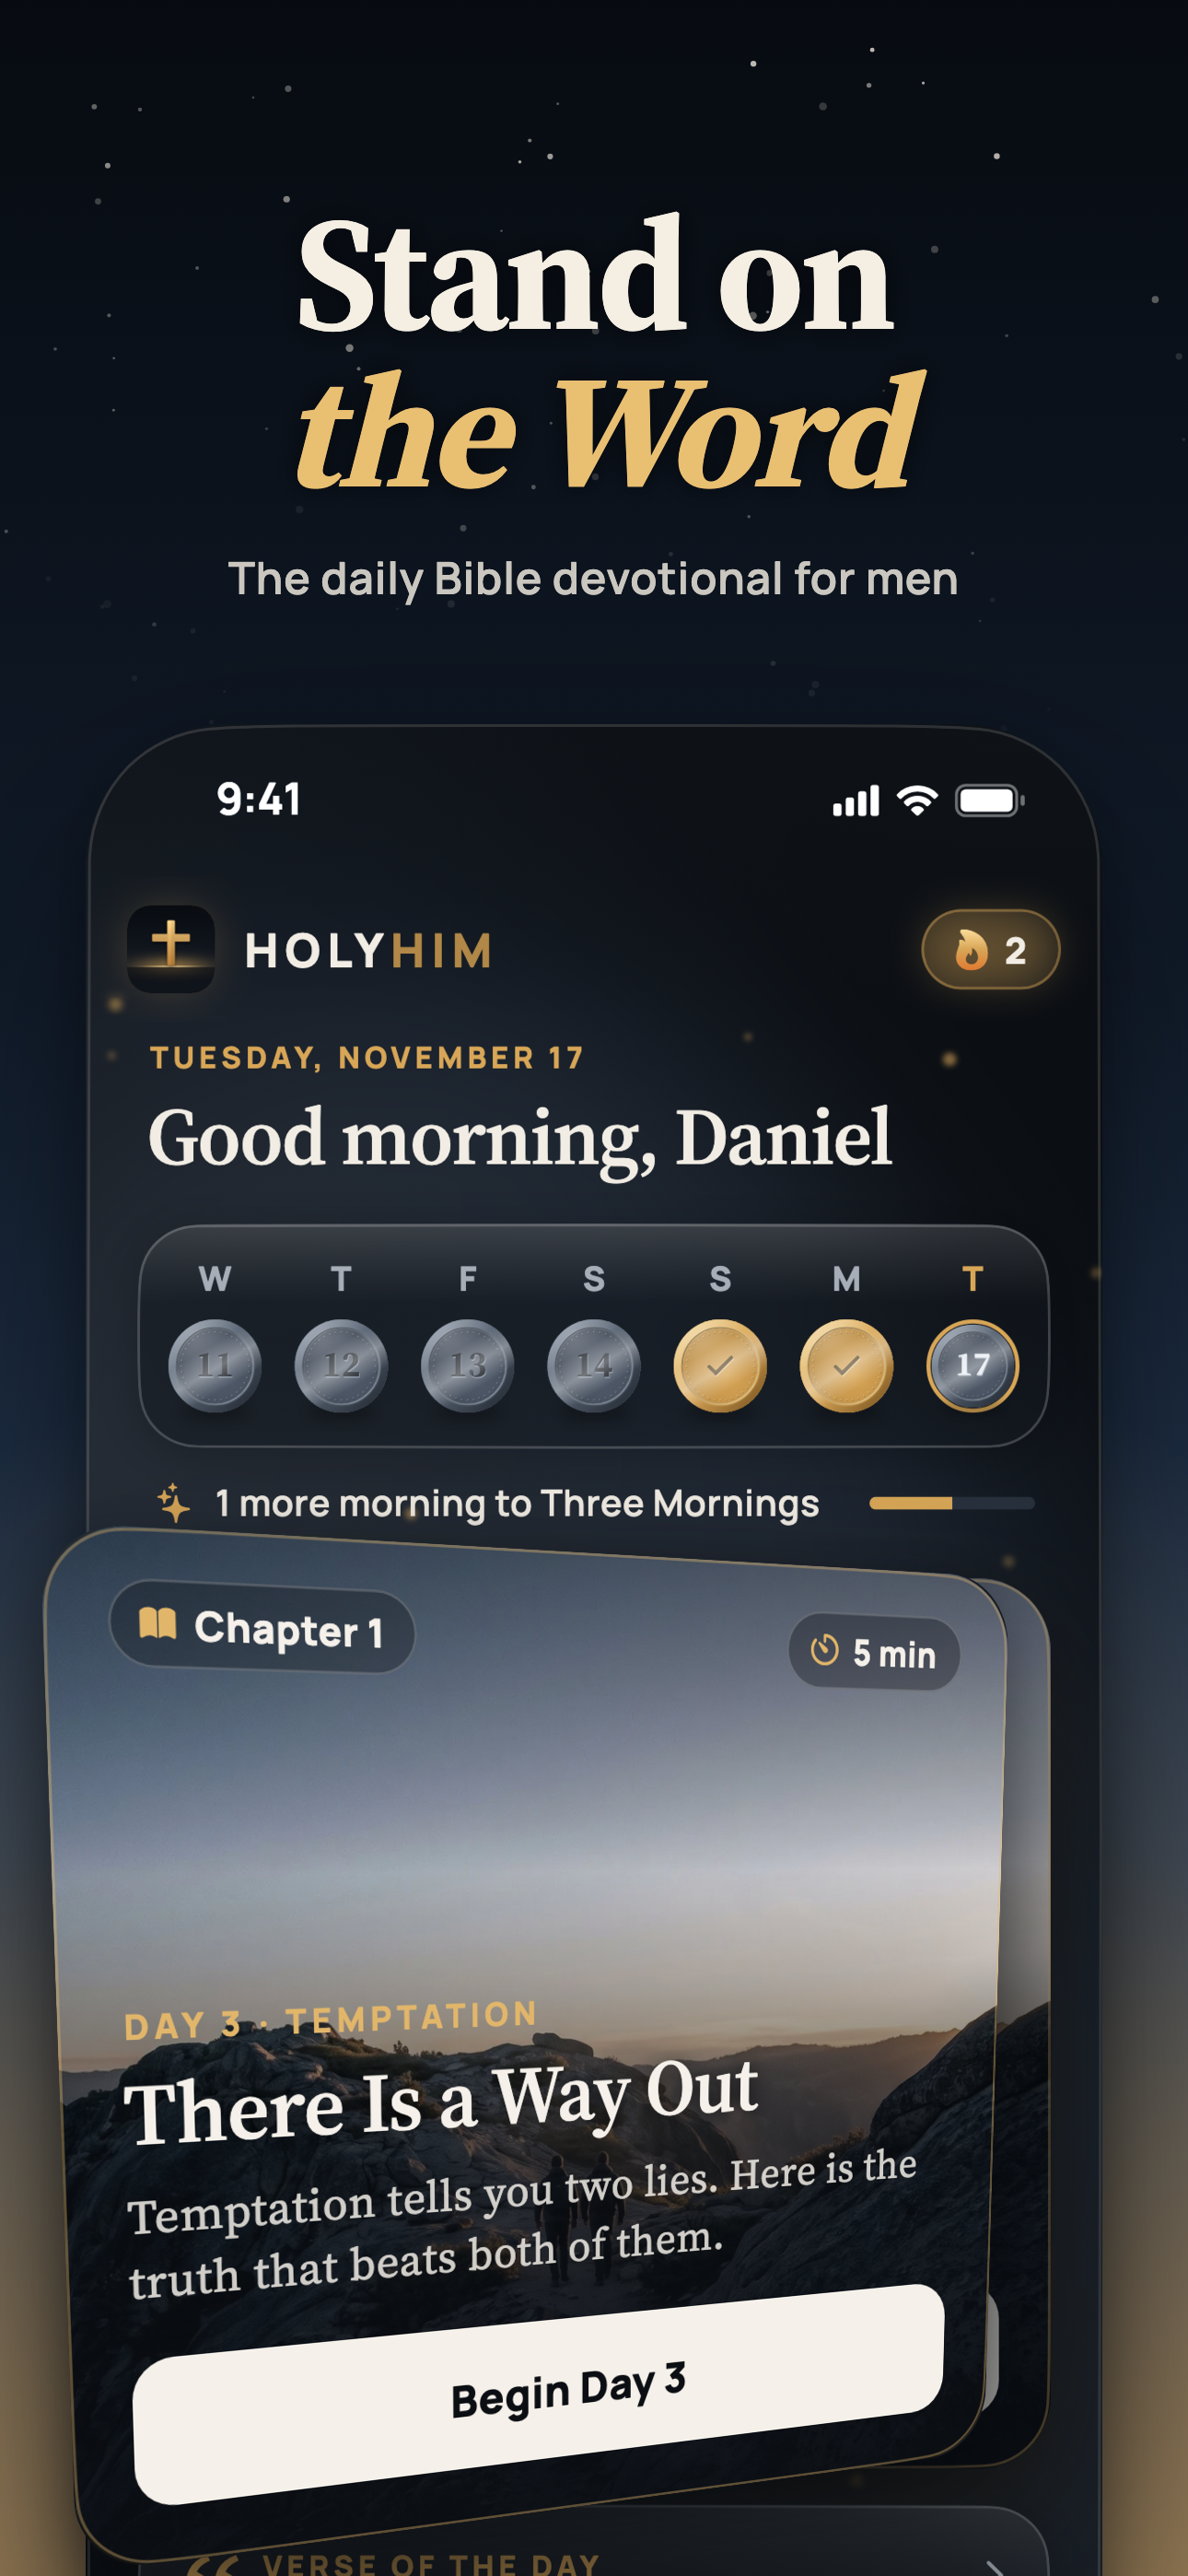 Stand on
the Word
The daily Bible devotional for men
9:41
HOLYHIM
2
TUESDAY, NOVEMBER 17
Good morning, Daniel
W T F S S M T
11 12 13 14 17
1 more morning to Three Mornings
Chapter 1
5 min
DAY 3 · TEMPTATION
There Is a Way Out
Temptation tells you two lies. Here is the
truth that beats both of them.
Begin Day 3
VERSE OF THE DAY